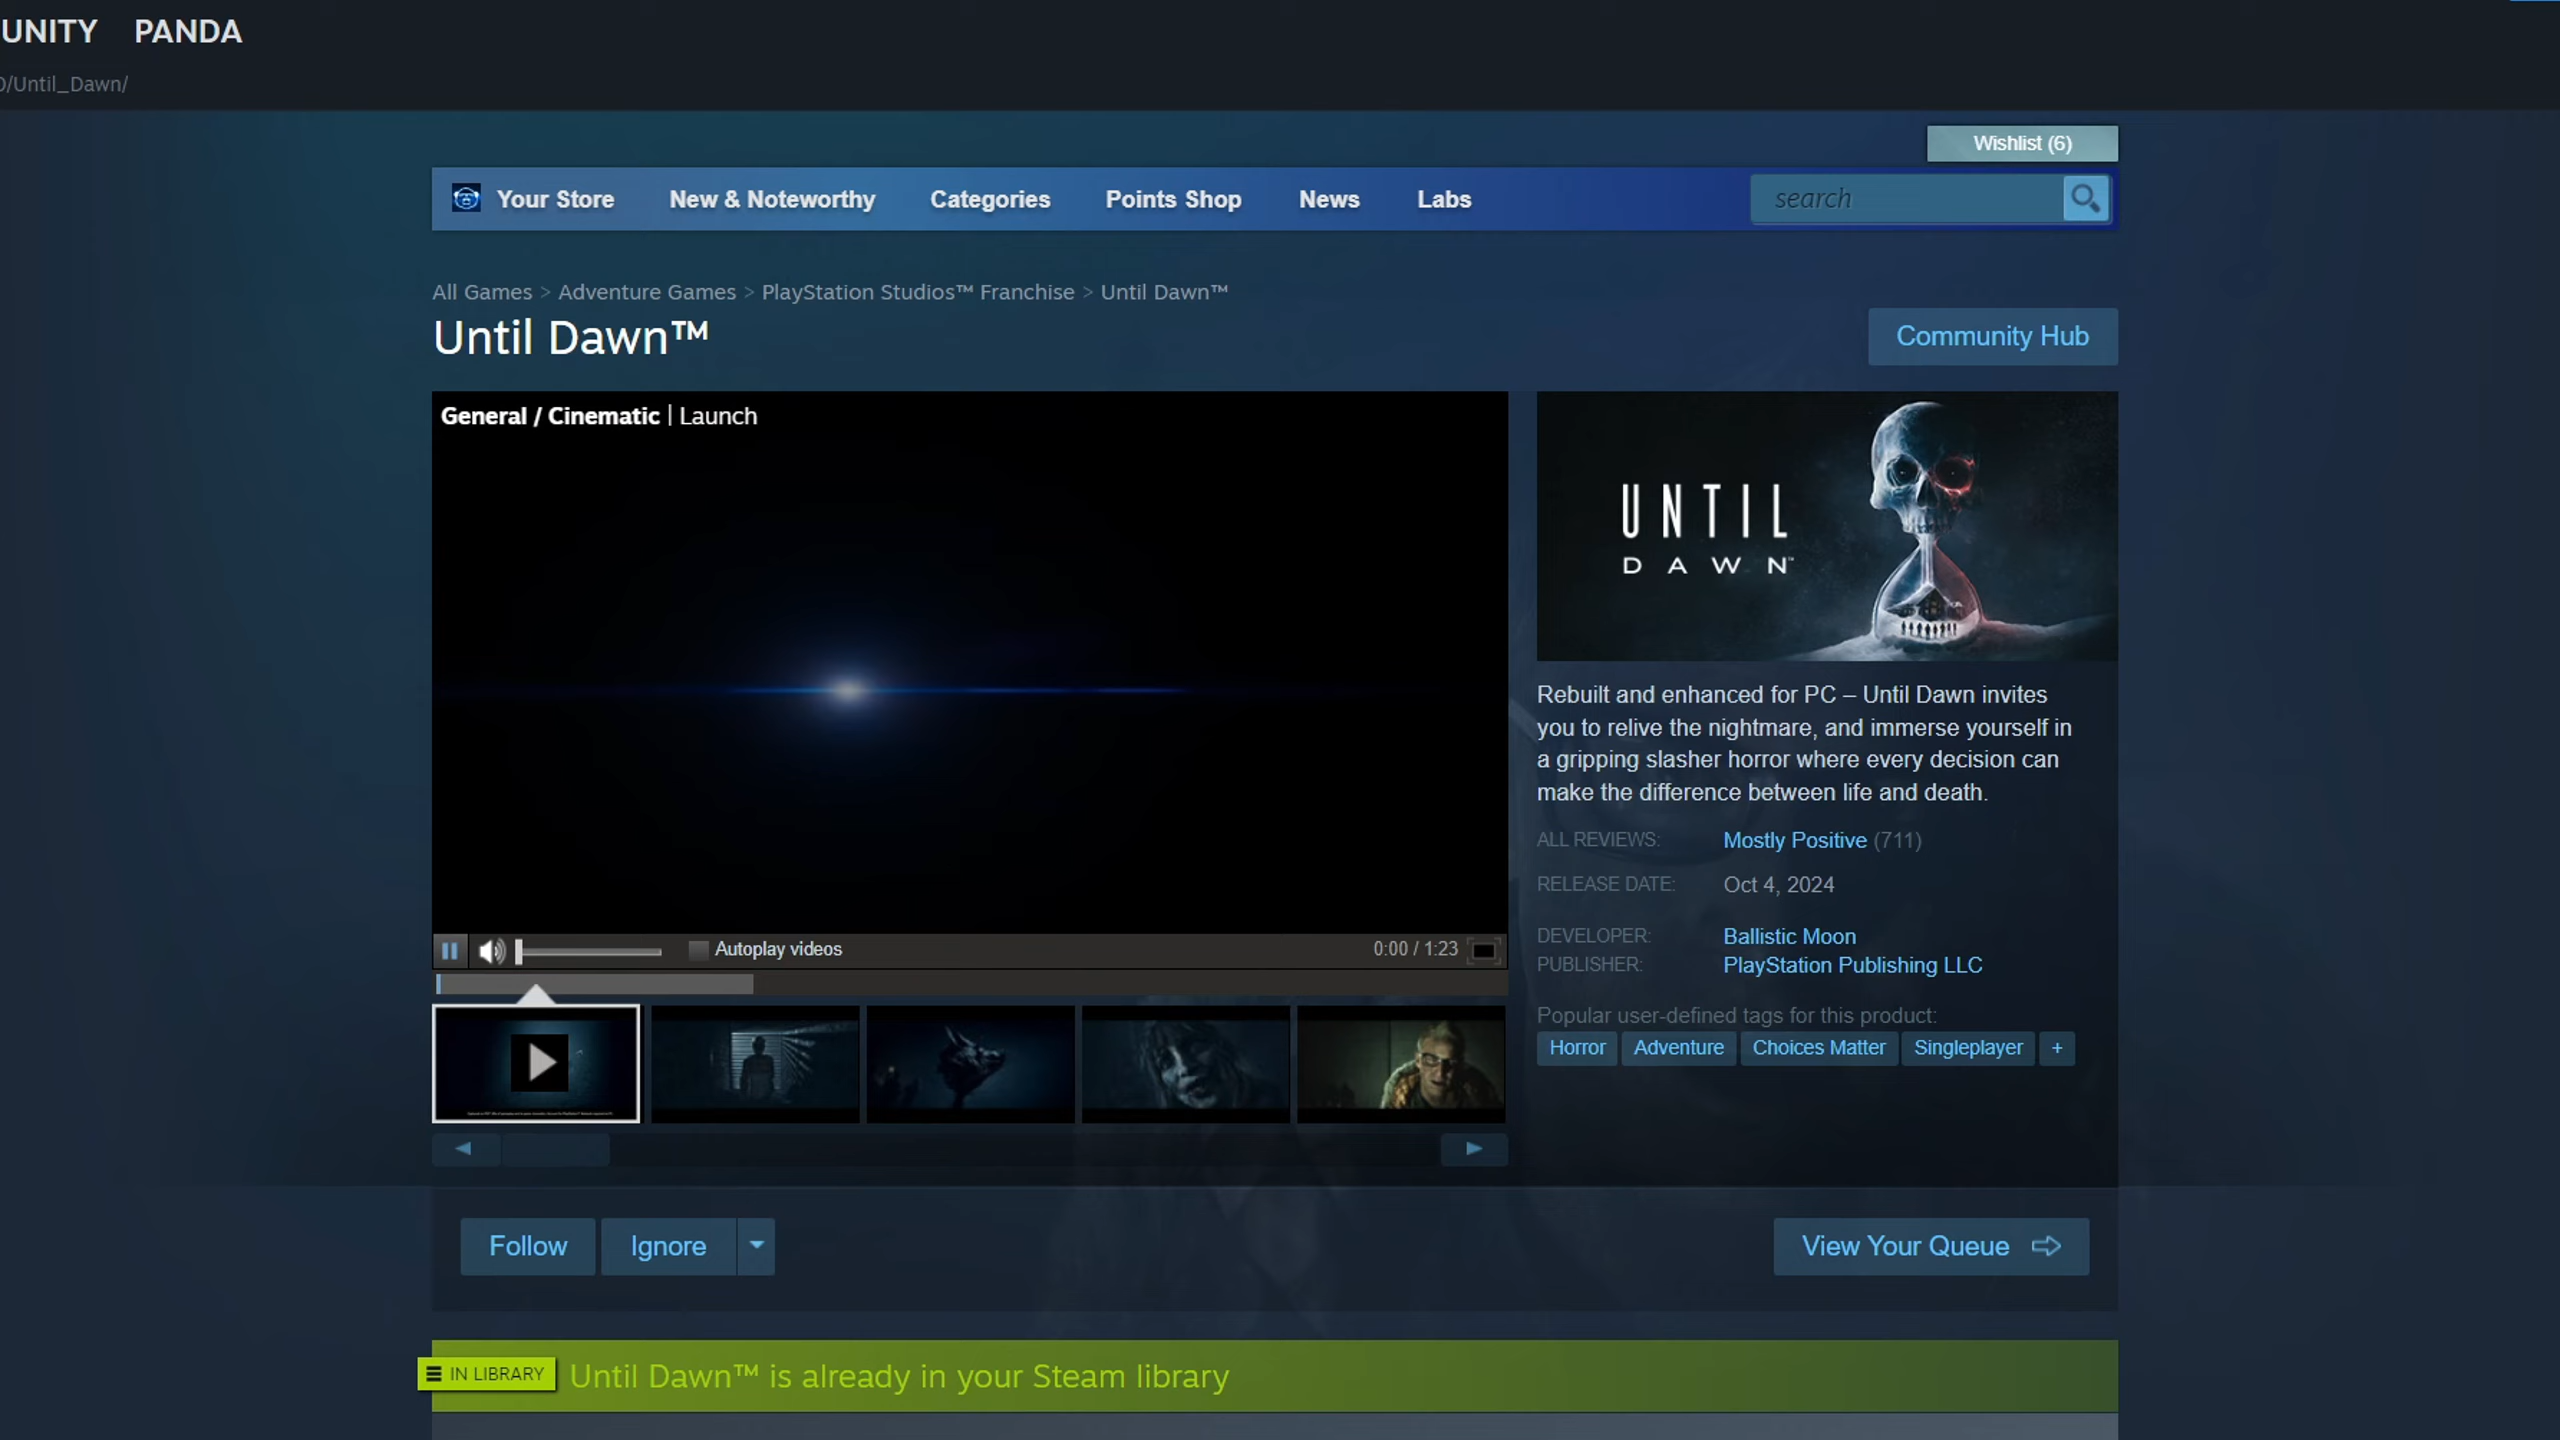 UNITY PANDA
/Until_Dawn/
Wishlist (6)
Your Store New & Noteworthy Categories Points Shop News Labs search
All Games > Adventure Games > PlayStation Studios™ Franchise > Until Dawn™
Until Dawn™
Community Hub
General / Cinematic | Launch
UNTIL
DAWN™
Rebuilt and enhanced for PC – Until Dawn invites
you to relive the nightmare, and immerse yourself in
a gripping slasher horror where every decision can
make the difference between life and death.
ALL REVIEWS: Mostly Positive (711)
RELEASE DATE: Oct 4, 2024
DEVELOPER: Ballistic Moon
PUBLISHER: PlayStation Publishing LLC
Popular user-defined tags for this product:
Horror Adventure Choices Matter Singleplayer +
Autoplay videos 0:00 / 1:23
Follow Ignore View Your Queue
IN LIBRARY Until Dawn™ is already in your Steam library